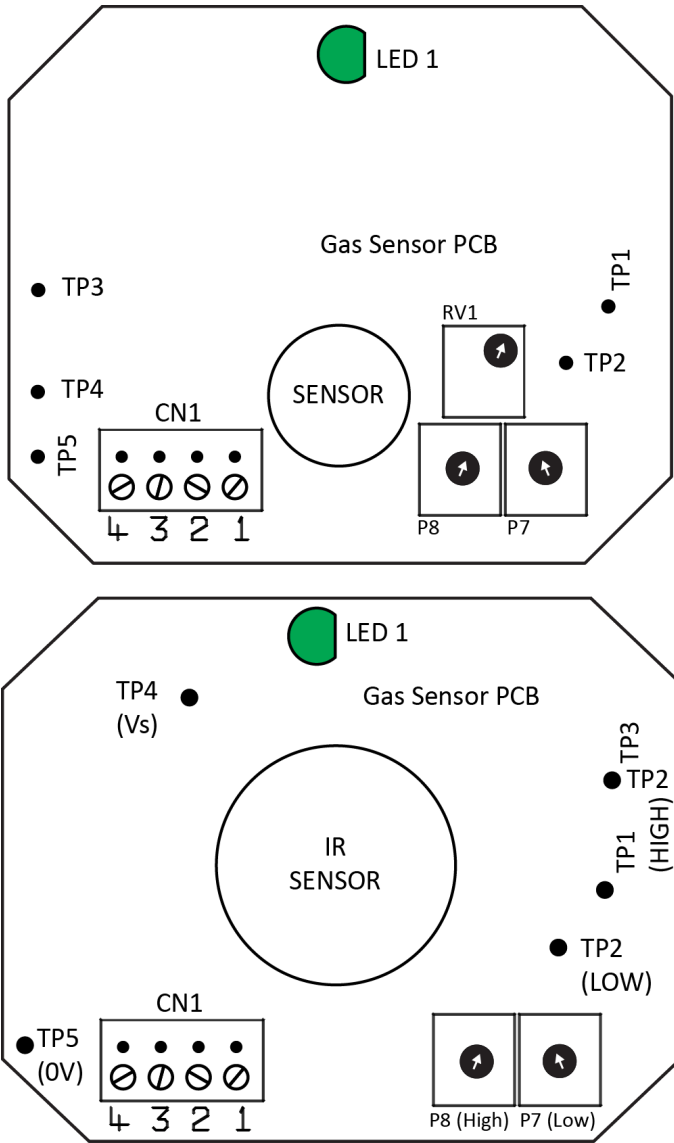 LED 1
Gas Sensor PCB
TP1
TP3
RV1
TP2
SENSOR
TP4
CN1
TP5
4 3 2 1
P8
P7
LED 1
TP4
(Vs)
Gas Sensor PCB
TP3
TP2
(HIGH)
IR
SENSOR
TP1
TP2
(LOW)
CN1
TP5
(0V)
4 3 2 1
P8 (High)
P7 (Low)